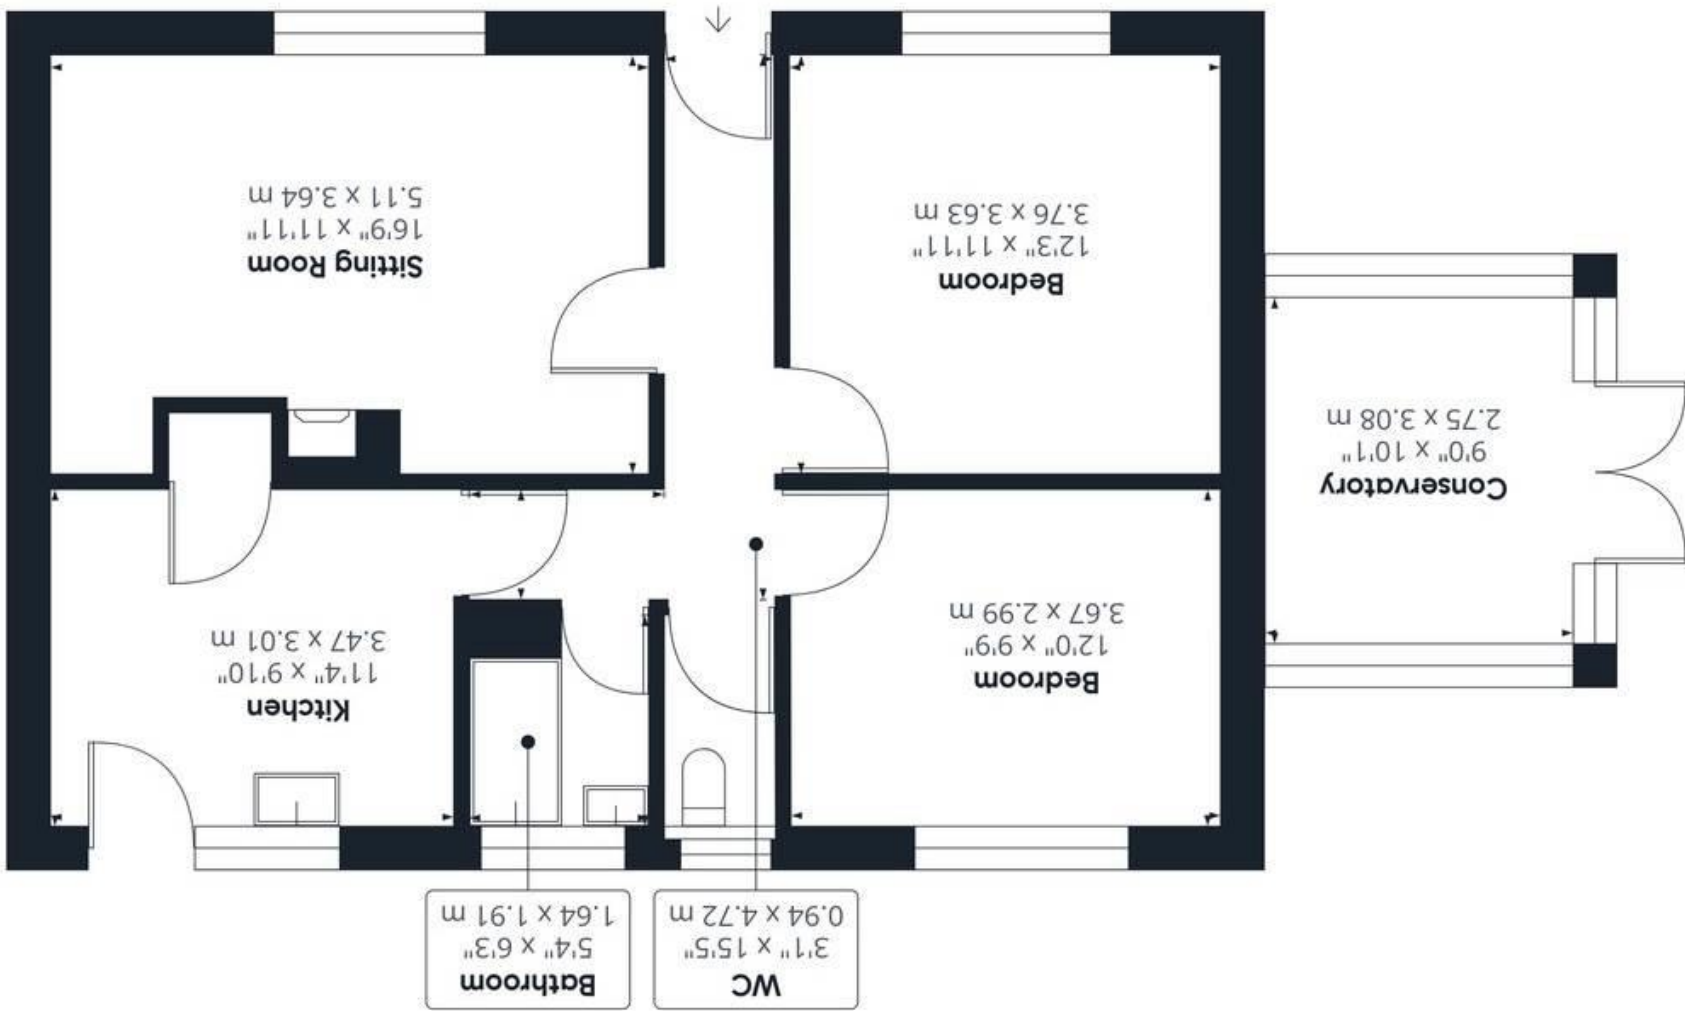 WC
3'1" x 15'5"
0.94 x 4.72 m
Bathroom
5'4" x 6'3"
1.64 x 1.91 m
Bedroom
12'0" x 9'9"
3.67 x 2.99 m
Kitchen
11'4" x 9'10"
3.47 x 3.01 m
Conservatory
9'0" x 10'1"
2.75 x 3.08 m
Bedroom
12'3" x 11'11"
3.76 x 3.63 m
Sitting Room
16'9" x 11'11"
5.11 x 3.64 m